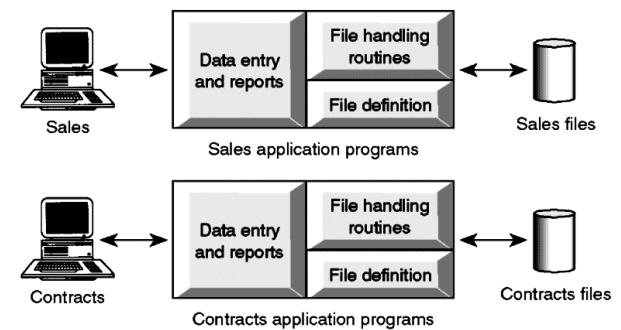 Data entry
and reports
File handling
routines
File definition
Sales
Sales files
Sales application programs
Data entry
and reports
File handling
routines
File definition
Contracts
Contracts files
Contracts application programs